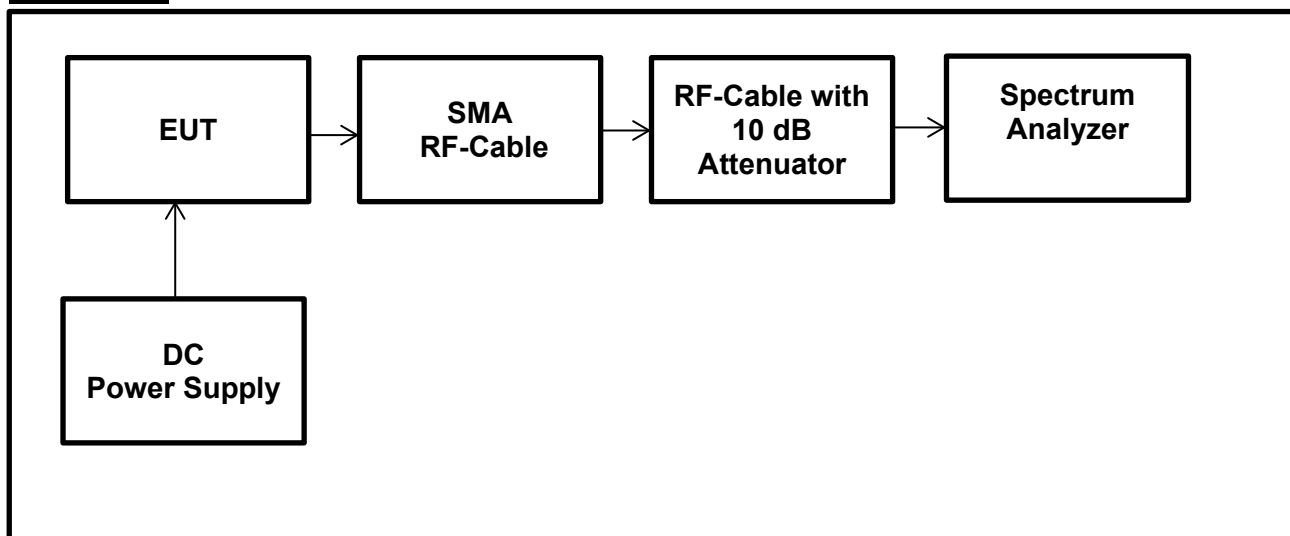 EUT
SMA
RF-Cable
RF-Cable with
10 dB
Attenuator
Spectrum
Analyzer
DC
Power Supply